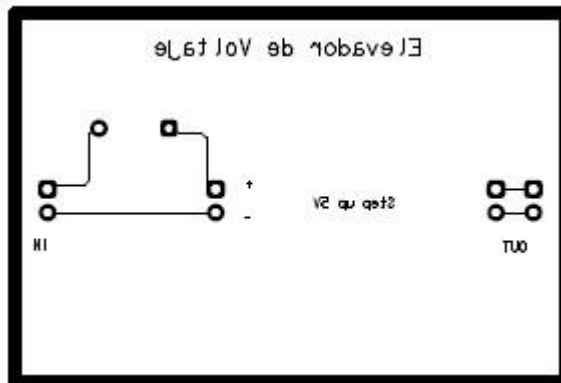 Elevador de Voltaje
+
Step up 5V
-
IN
OUT